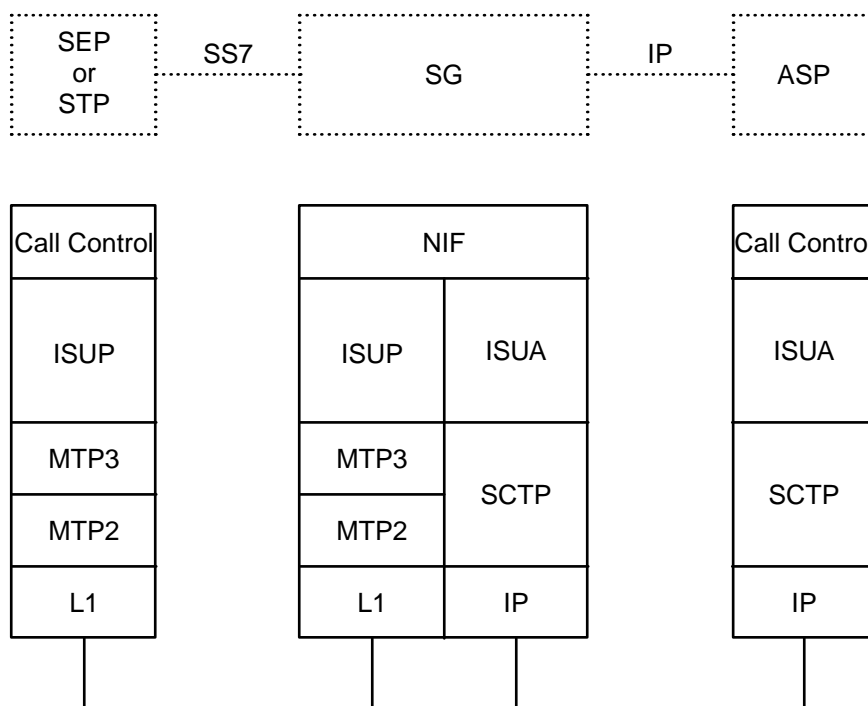 SEP
or
STP
SS7
SG
IP
ASP
Call Control
NIF
Call Contro
ISUP
ISUP
ISUA
ISUA
MTP3
MTP3
SCTP
SCTP
MTP2
MTP2
L1
L1
IP
IP